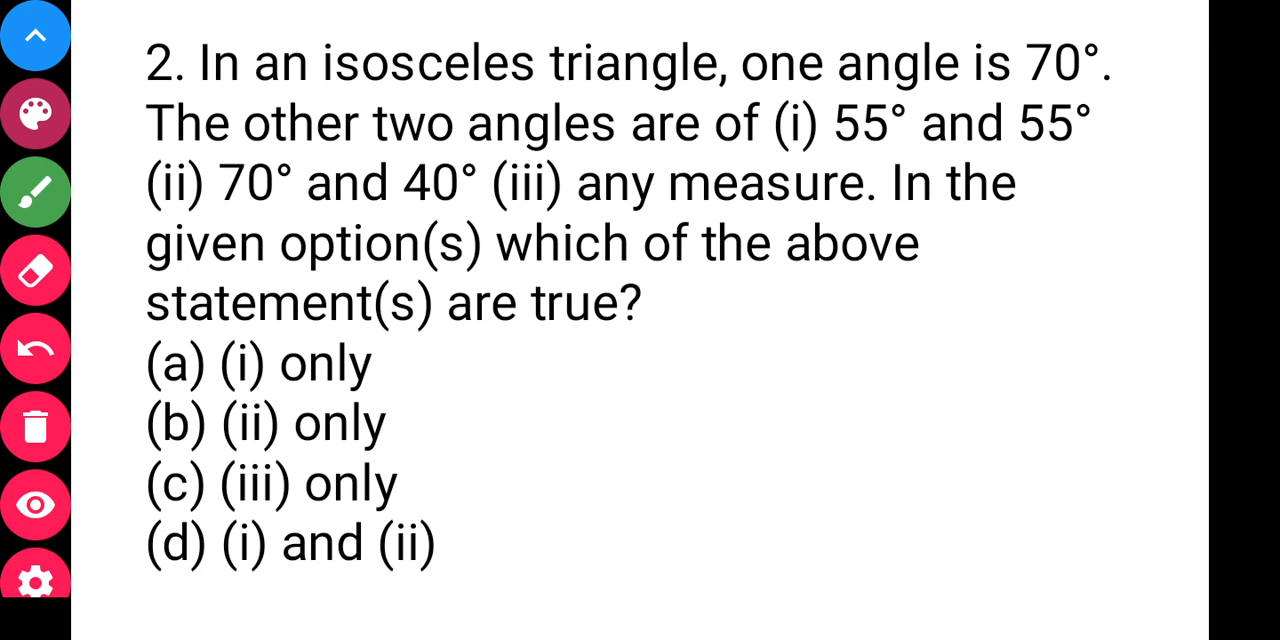 2. In an isosceles triangle, one angle is 70°.
The other two angles are of (i) 55° and 55°
(ii) 70° and 40° (iii) any measure. In the
given option(s) which of the above
statement(s) are true?
(a) (i) only
(b) (ii) only
(c) (iii) only
(d) (i) and (ii)